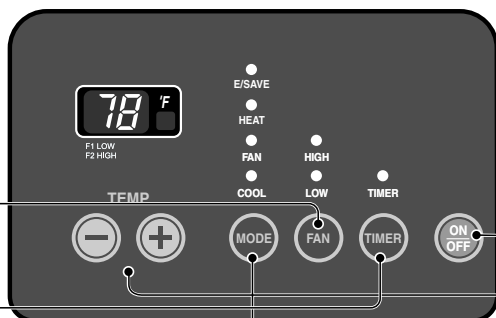 78 °F
F1 LOW
F2 HIGH
E/SAVE
HEAT
FAN HIGH
COOL LOW TIMER
TEMP
MODE FAN TIMER ON
OFF